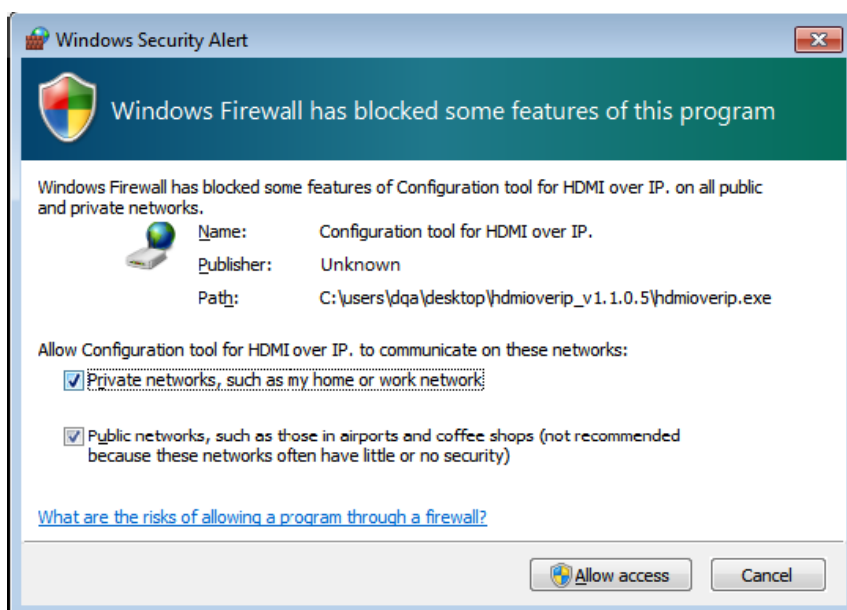 Windows Security Alert
Windows Firewall has blocked some features of this program
Windows Firewall has blocked some features of Configuration tool for HDMI over IP. on all public
and private networks.
Name: Configuration tool for HDMI over IP.
Publisher: Unknown
Path: C:\users\dqa\desktop\hdmioverip_v1.1.0.5\hdmioverip.exe
Allow Configuration tool for HDMI over IP. to communicate on these networks:
Private networks, such as my home or work network
Public networks, such as those in airports and coffee shops (not recommended
because these networks often have little or no security)
What are the risks of allowing a program through a firewall?
Allow access Cancel